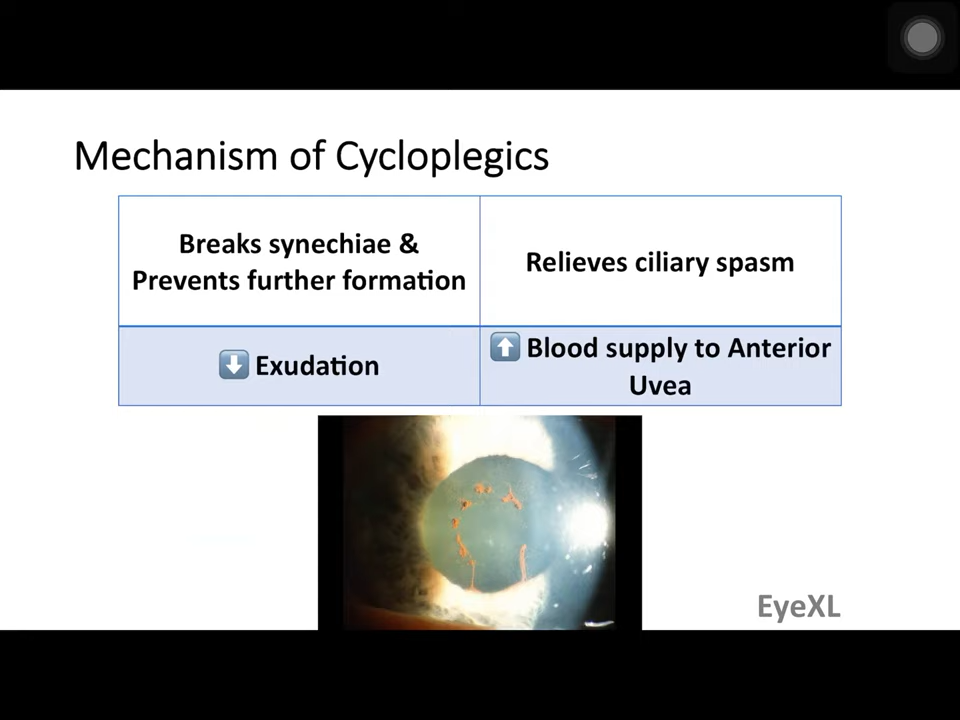 Mechanism of Cycloplegics
Breaks synechiae &
Prevents further formation
Relieves ciliary spasm
⬇️ Exudation
⬆️ Blood supply to Anterior
Uvea
EyeXL